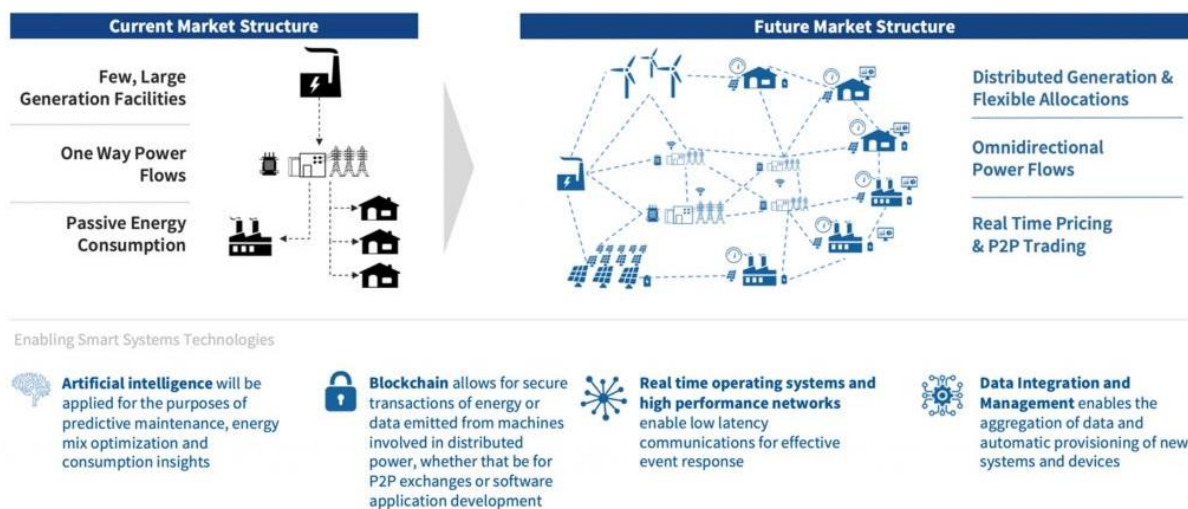 Current Market Structure
Few, Large
Generation Facilities
One Way Power
Flows
Passive Energy
Consumption
Future Market Structure
Distributed Generation &
Flexible Allocations
Omnidirectional
Power Flows
Real Time Pricing
& P2P Trading
Enabling Smart Systems Technologies
Artificial intelligence will be
applied for the purposes of
predictive maintenance, energy
mix optimization and
consumption insights
Blockchain allows for secure
transactions of energy or
data emitted from machines
involved in distributed
power, whether that be for
P2P exchanges or software
application development
Real time operating systems and
high performance networks
enable low latency
communications for effective
event response
Data Integration and
Management enables the
aggregation of data and
automatic provisioning of new
systems and devices